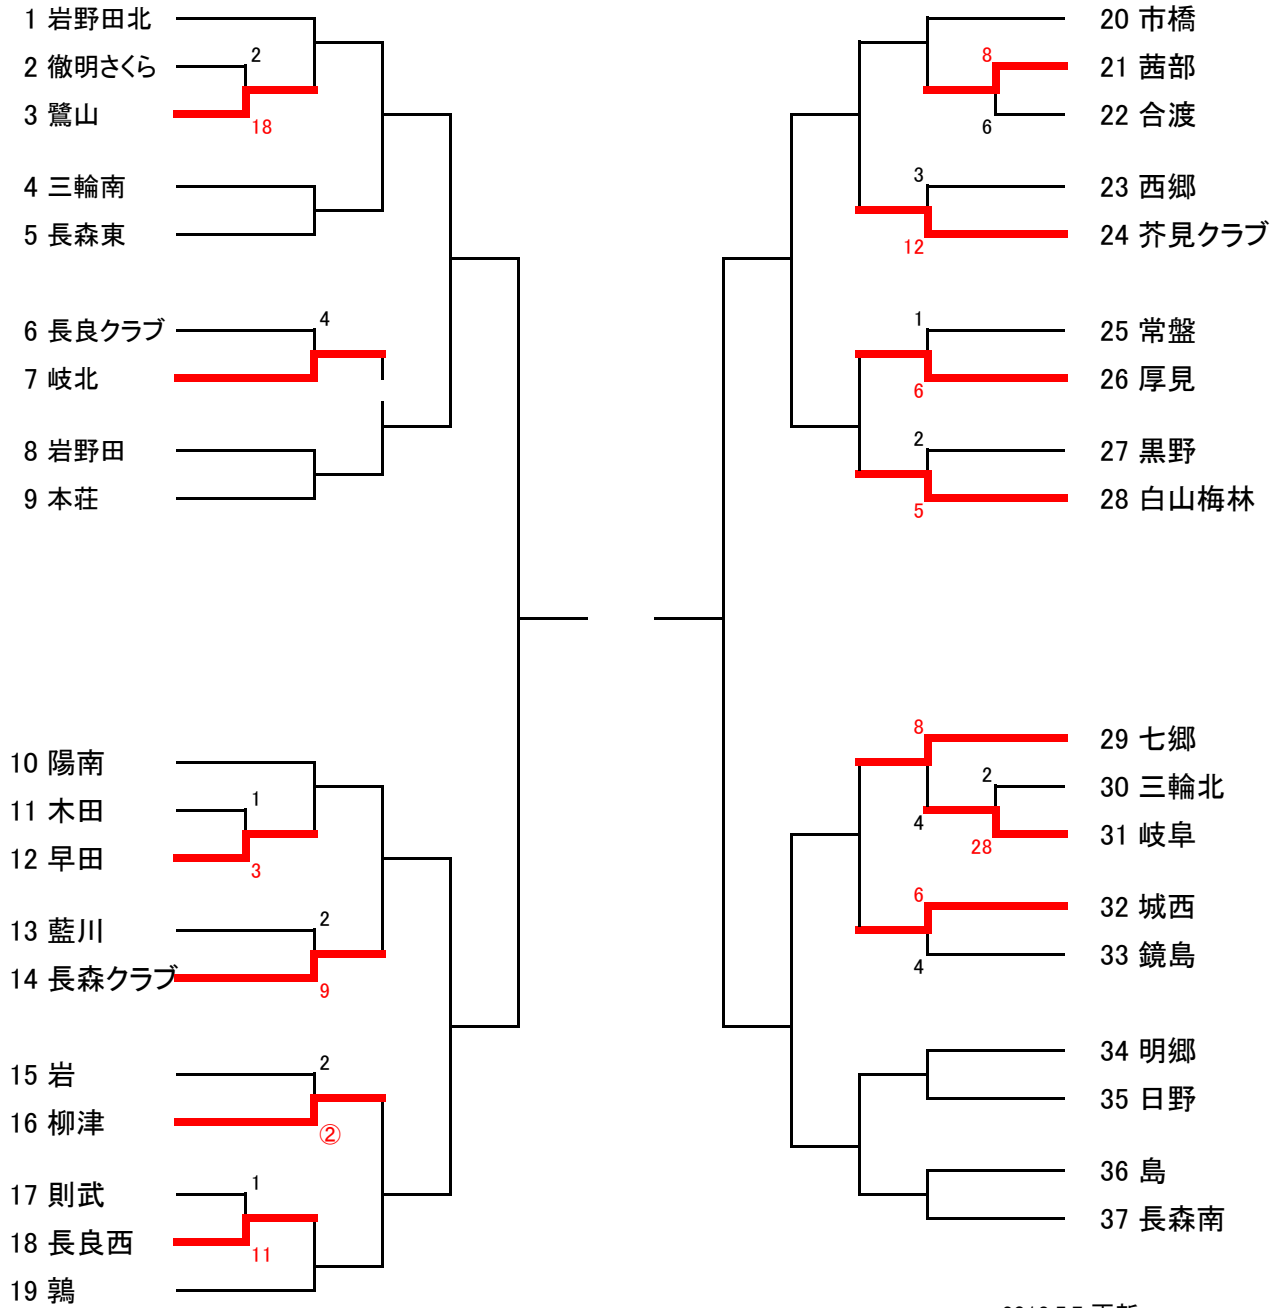 1 岩野田北
2
2 徹明さくら
3 鷺山
18
4 三輪南
5 長森東
4
6 長良クラブ
7 岐北
8 岩野田
9 本荘
10 陽南
1
11 木田
12 早田
3
2
13 藍川
14 長森クラブ
9
2
15 岩
16 柳津
②
1
17 則武
18 長良西
11
19 鶉
20 市橋
8
21 茜部
22 合渡
6
3
23 西郷
24 芥見クラブ
12
1
25 常盤
26 厚見
6
2
27 黒野
28 白山梅林
5
8
29 七郷
2
30 三輪北
4
31 岐阜
28
6
32 城西
33 鏡島
4
34 明郷
35 日野
36 島
37 長森南